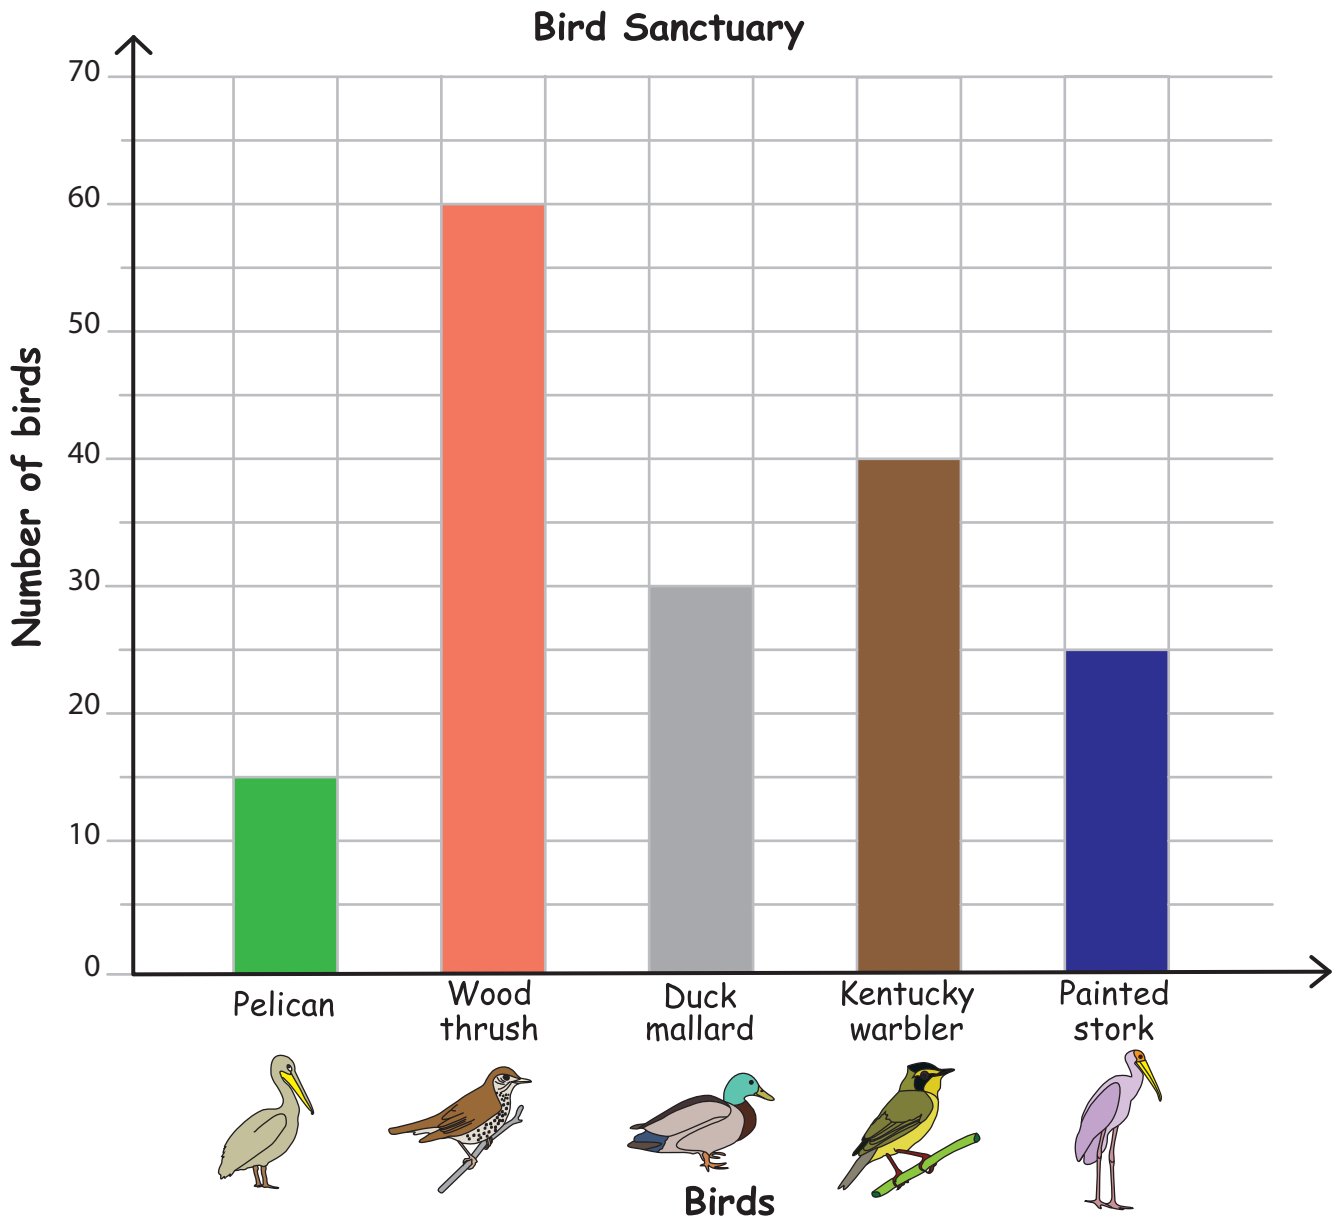 Bird Sanctuary
70
60
50
40
30
20
10
0
Number of birds
Pelican
Wood
thrush
Duck
mallard
Kentucky
warbler
Painted
stork
Birds